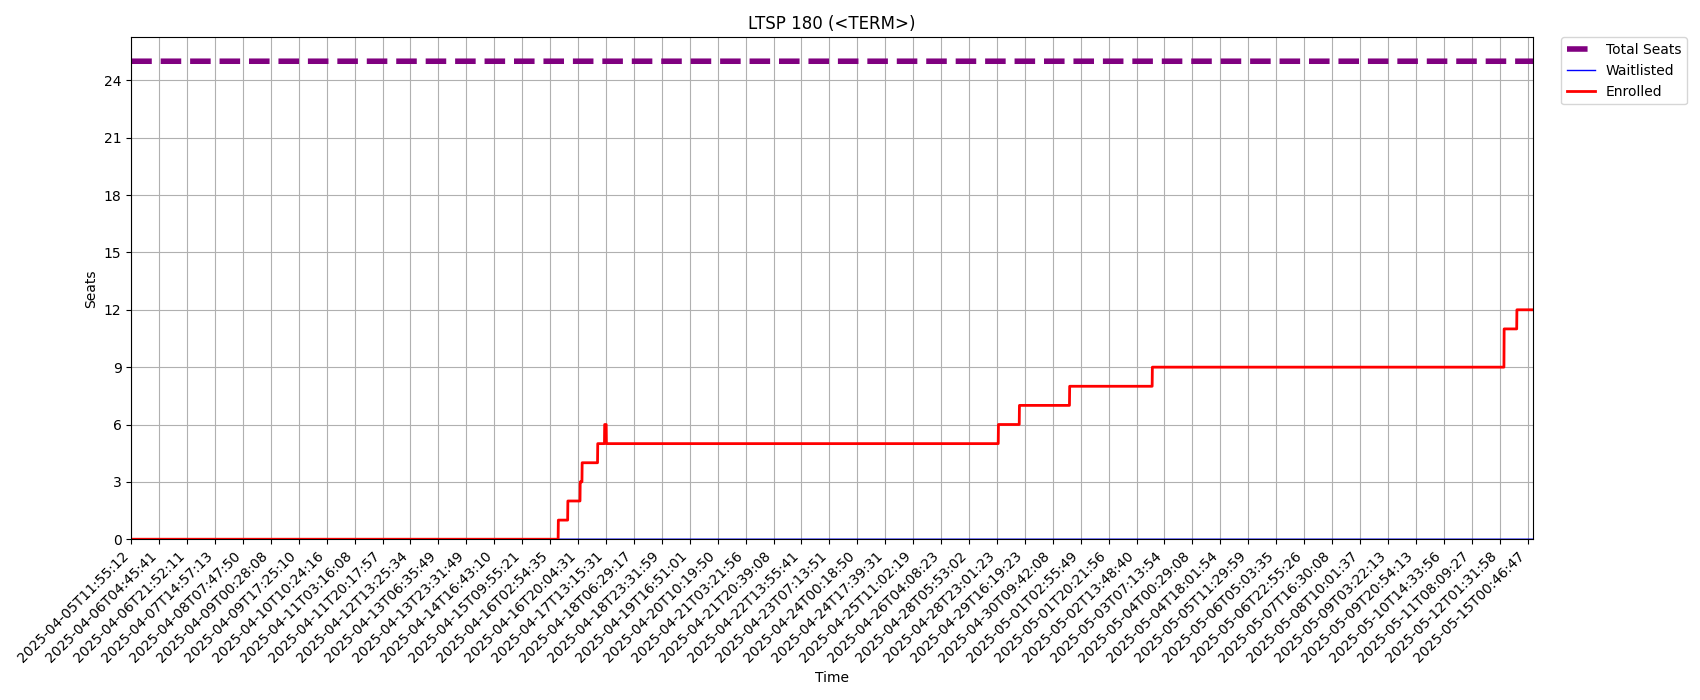 LTSP 180 (<TERM>)
Total Seats
Waitlisted
Enrolled
24
21
18
15
12
9
6
3
0
Seats
2025-04-05T11:55:12
2025-04-06T04:45:41
2025-04-06T21:52:11
2025-04-07T14:57:13
2025-04-08T07:47:50
2025-04-09T00:28:08
2025-04-09T17:25:10
2025-04-10T10:24:16
2025-04-11T03:16:08
2025-04-11T20:17:57
2025-04-12T13:25:34
2025-04-13T06:35:49
2025-04-13T23:31:49
2025-04-14T16:43:10
2025-04-15T09:55:21
2025-04-16T02:54:35
2025-04-16T20:04:31
2025-04-17T13:15:31
2025-04-18T06:29:17
2025-04-18T23:31:59
2025-04-19T16:51:01
2025-04-20T10:19:50
2025-04-21T03:21:56
2025-04-21T20:39:08
2025-04-22T13:55:41
2025-04-23T07:13:51
2025-04-24T00:18:50
2025-04-24T17:39:31
2025-04-25T11:02:19
2025-04-26T04:08:23
2025-04-28T05:53:02
2025-04-28T23:01:23
2025-04-29T16:19:23
2025-04-30T09:42:08
2025-05-01T02:55:49
2025-05-01T20:21:56
2025-05-02T13:48:40
2025-05-03T07:13:54
2025-05-04T00:29:08
2025-05-04T18:01:54
2025-05-05T11:29:59
2025-05-06T05:03:35
2025-05-06T22:55:26
2025-05-07T16:30:08
2025-05-08T10:01:37
2025-05-09T03:22:13
2025-05-09T20:54:13
2025-05-10T14:33:56
2025-05-11T08:09:27
2025-05-12T01:31:58
2025-05-15T00:46:47
Time